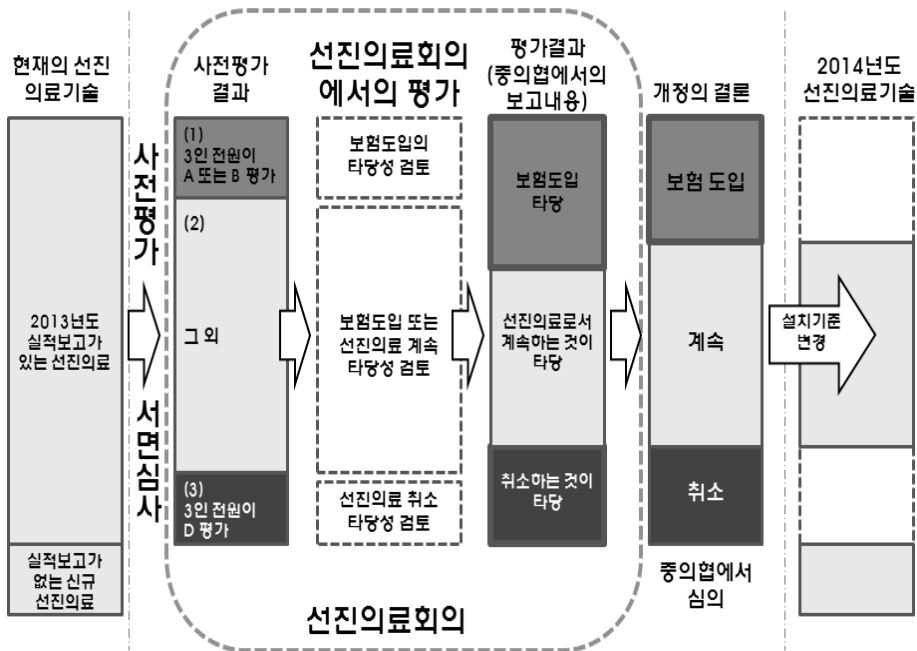 현재의 선진
의료기술
2013년도
실적보고가
있는 선진의료
실적보고가
없는 신규
선진의료
사전평가
서면심사
사전평가
결과
(1)
3인 전원이
A 또는 B 평가
(2)
그 외
(3)
3인 전원이
D 평가
선진의료회의
에서의 평가
보험도입의
타당성 검토
보험도입 또는
선진의료 계속
타당성 검토
선진의료 취소
타당성 검토
평가결과
(중의협에서의
보고내용)
보험도입
타당
선진의료로서
계속하는 것이
타당
취소하는 것이
타당
선진의료회의
개정의 결론
보험 도입
계속
취소
중의협에서
심의
설치기준
변경
2014년도
선진의료기술